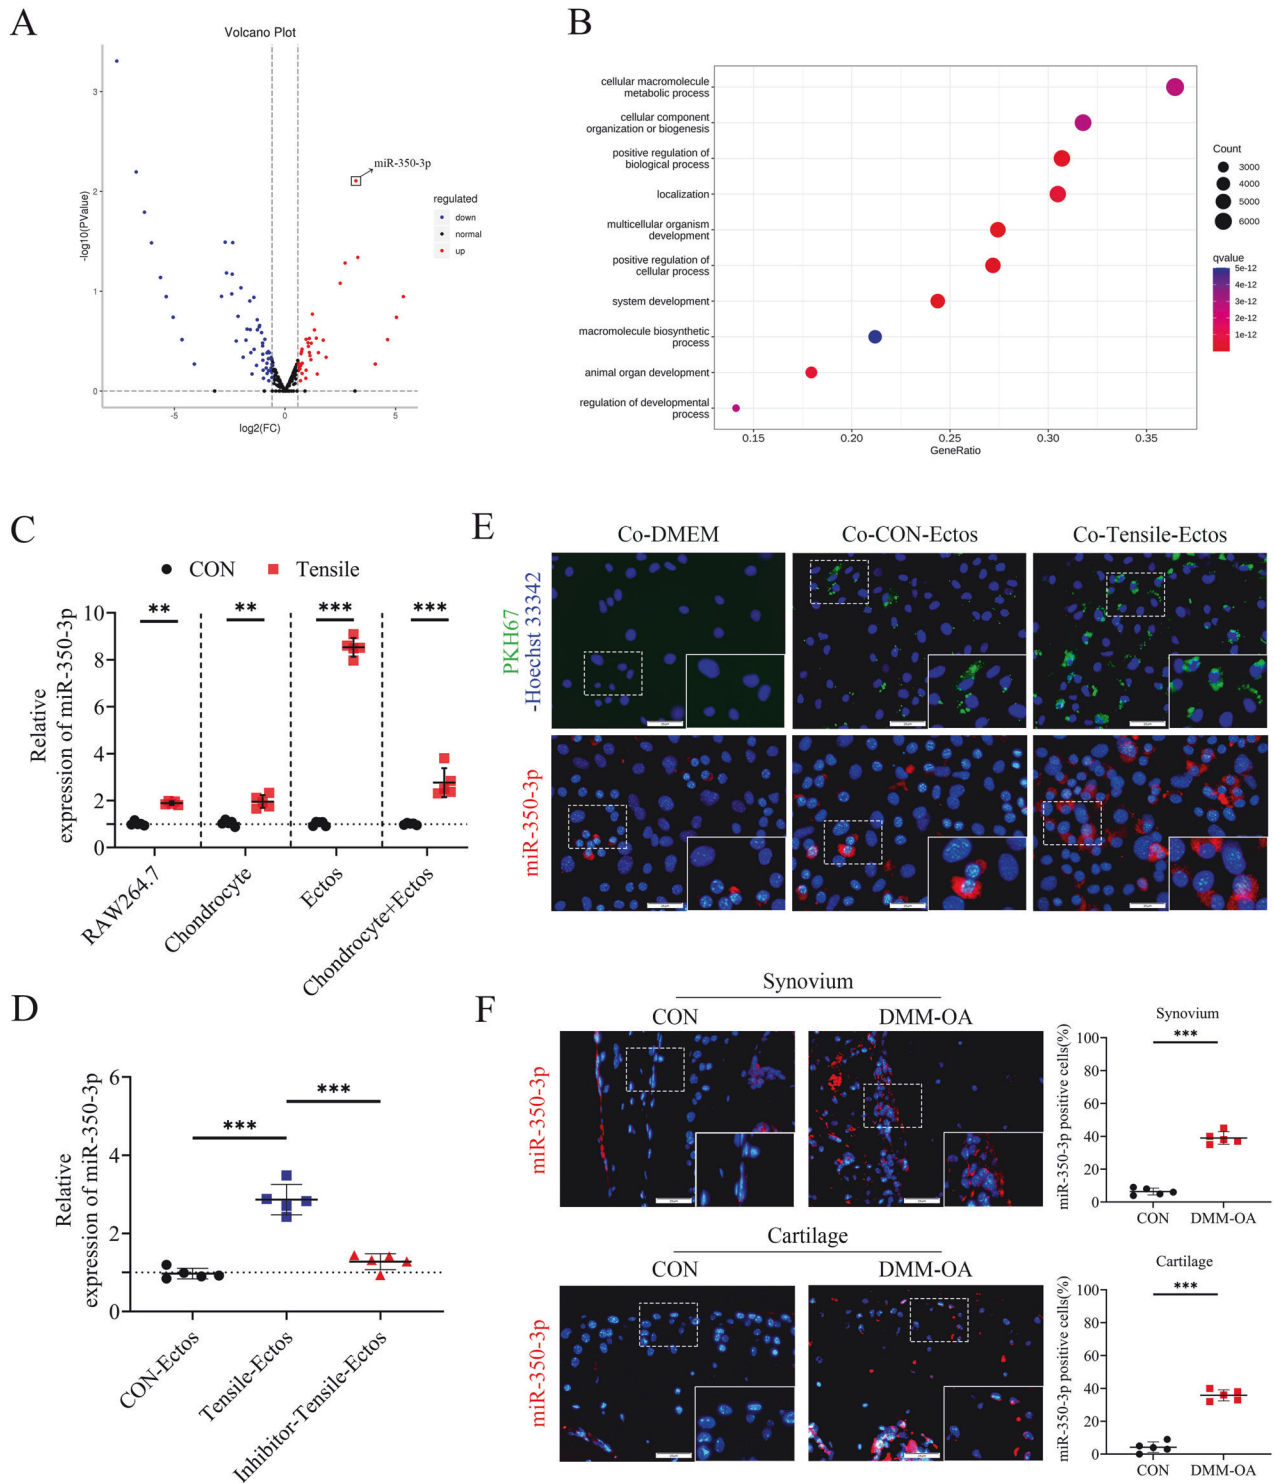 A
Volcano Plot
miR-350-3p
regulated
down
normal
up
-log10(PValue)
3
2
1
0
-5
0
5
log2(FC)
B
cellular macromolecule
metabolic process
cellular component
organization or biogenesis
positive regulation of
biological process
localization
multicellular organism
development
positive regulation of
cellular process
system development
macromolecule biosynthetic
process
animal organ development
regulation of developmental
process
0.15
0.20
0.25
0.30
0.35
GeneRatio
Count
3000
4000
5000
6000
qvalue
5e-12
4e-12
3e-12
2e-12
1e-12
C
CON
Tensile
Relative
expression of miR-350-3p
10
8
6
4
2
0
**
**
***
***
RAW264.7
Chondrocyte
Ectos
Chondrocyte+Ectos
D
Relative
expression of miR-350-3p
6
4
2
0
***
***
CON-Ectos
Tensile-Ectos
Inhibitor-Tensile-Ectos
E
Co-DMEM
Co-CON-Ectos
Co-Tensile-Ectos
PKH67
-Hoechst 33342
miR-350-3p
F
Synovium
CON
DMM-OA
miR-350-3p
Synovium
***
miR-350-3p positive cells(%)
100
80
60
40
20
0
CON
DMM-OA
Cartilage
CON
DMM-OA
miR-350-3p
Cartilage
***
miR-350-3p positive cells(%)
100
80
60
40
20
0
CON
DMM-OA